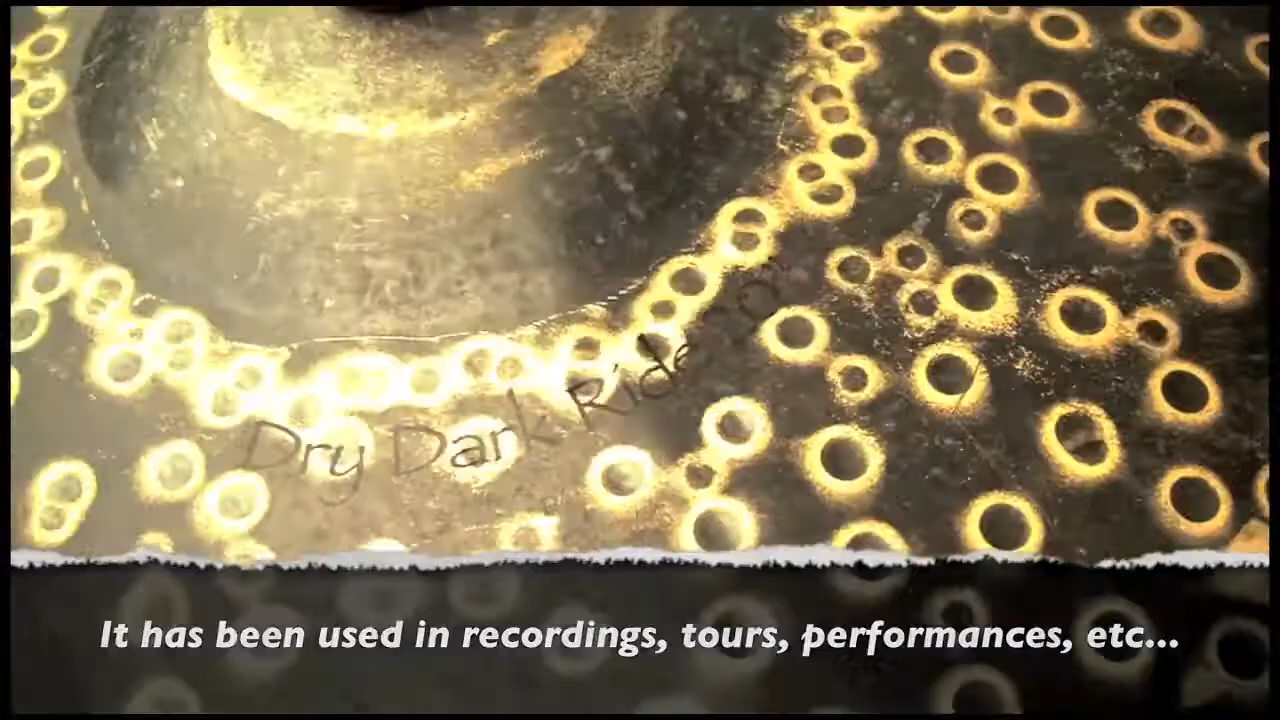 Dry Dark Ride
It has been used in recordings, tours, performances, etc...